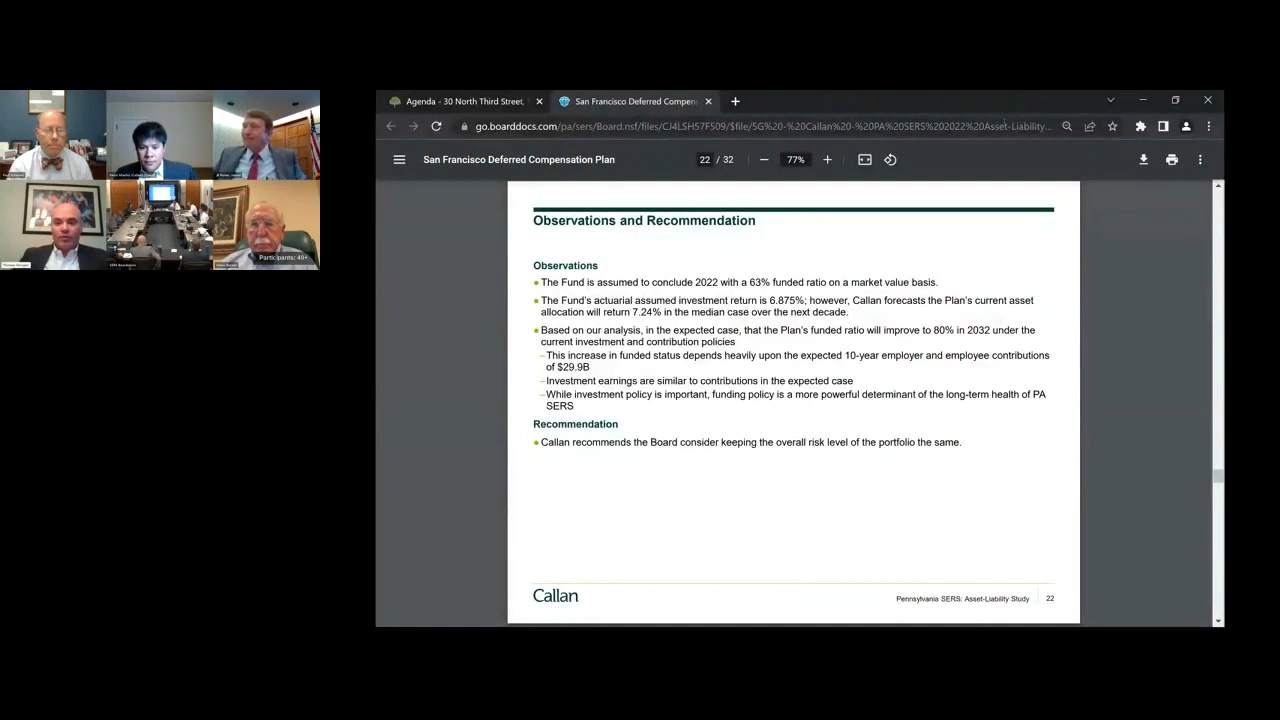 Agenda - 30 North Third Street,
San Francisco Deferred Compen
go.boarddocs.com/pa/sers/Board.nsf/files/CJ4LSH57F509/$file/5G%20-%20Callan%20-%20PA%20SERS%202022%20Asset-Liability...
San Francisco Deferred Compensation Plan
22 / 32
77%
Observations and Recommendation
Observations
The Fund is assumed to conclude 2022 with a 63% funded ratio on a market value basis.
The Fund's actuarial assumed investment return is 6.875%; however, Callan forecasts the Plan's current asset
allocation will return 7.24% in the median case over the next decade.
Based on our analysis, in the expected case, that the Plan's funded ratio will improve to 80% in 2032 under the
current investment and contribution policies
–This increase in funded status depends heavily upon the expected 10-year employer and employee contributions
of $29.9B
–Investment earnings are similar to contributions in the expected case
–While investment policy is important, funding policy is a more powerful determinant of the long-term health of PA
SERS
Recommendation
Callan recommends the Board consider keeping the overall risk level of the portfolio the same.
Callan
Pennsylvania SERS: Asset-Liability Study
22
Participants: 40+